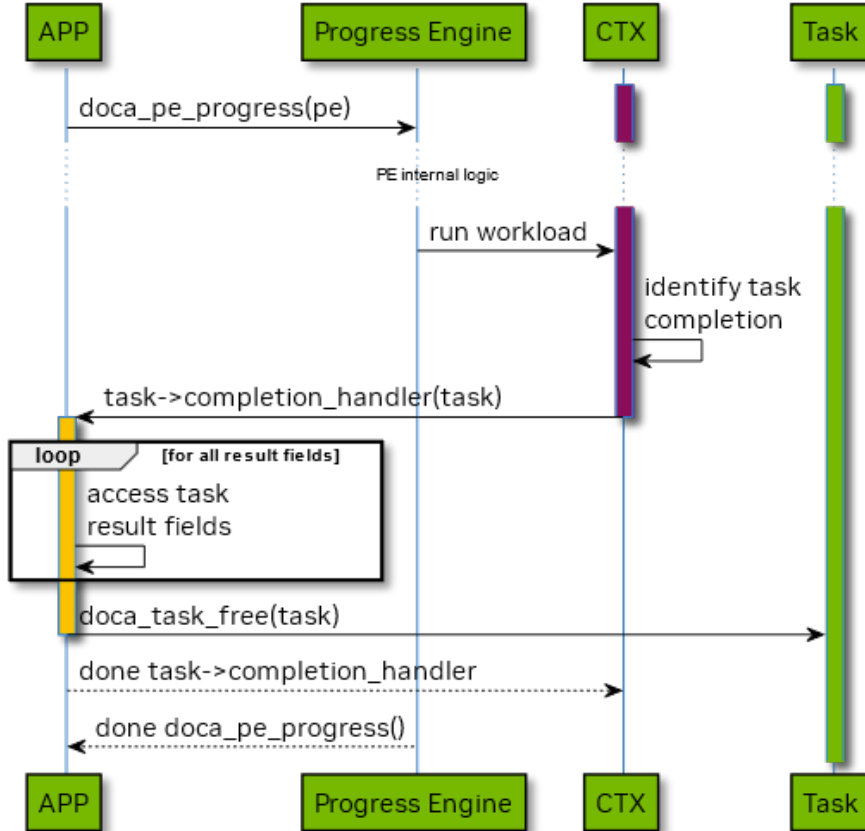 APP
Progress Engine
CTX
Task
doca_pe_progress(pe)
PE internal logic
run workload
identify task
completion
task->completion_handler(task)
loop
[for all result fields]
access task
result fields
doca_task_free(task)
done task->completion_handler
done doca_pe_progress()
APP
Progress Engine
CTX
Task